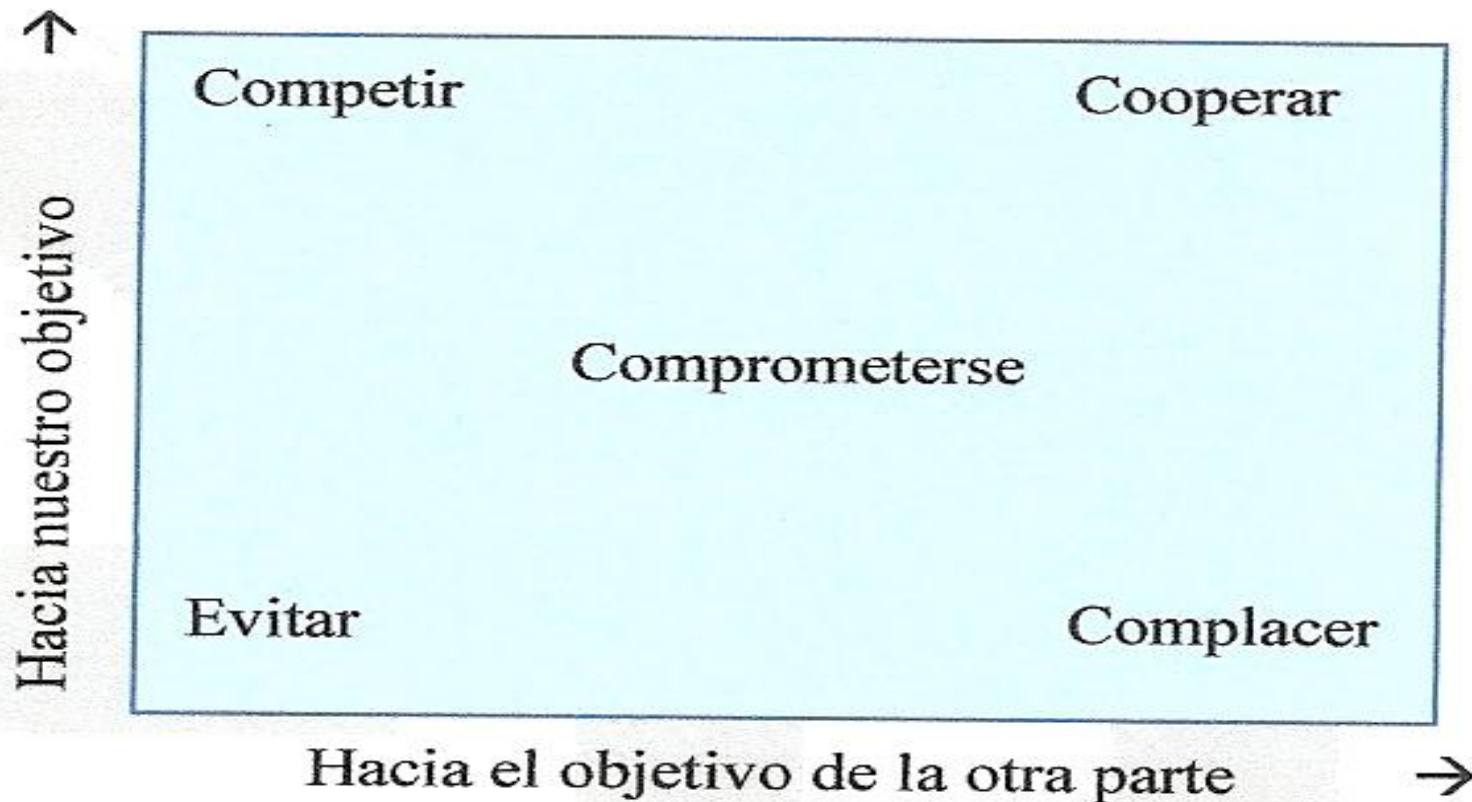 Competir
Cooperar
Hacia nuestro objetivo
Comprometerse
Evitar
Complacer
Hacia el objetivo de la otra parte